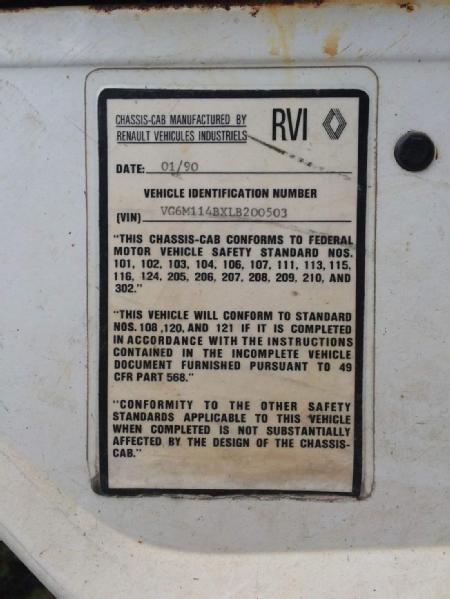 CHASSIS-CAB MANUFACTURED BY
RENAULT VEHICULES INDUSTRIELS
RVI
DATE: 01/90
VEHICLE IDENTIFICATION NUMBER
(VIN) VG6M114BXLB200503
"THIS CHASSIS-CAB CONFORMS TO FEDERAL
MOTOR VEHICLE SAFETY STANDARD NOS.
101, 102, 103, 104, 106, 107, 111, 113, 115,
116, 124, 205, 206, 207, 208, 209, 210, AND
302."
"THIS VEHICLE WILL CONFORM TO STANDARD
NOS. 108 ,120, AND 121 IF IT IS COMPLETED
IN ACCORDANCE WITH THE INSTRUCTIONS
CONTAINED IN THE INCOMPLETE VEHICLE
DOCUMENT FURNISHED PURSUANT TO 49
CFR PART 568."
"CONFORMITY TO THE OTHER SAFETY
STANDARDS APPLICABLE TO THIS VEHICLE
WHEN COMPLETED IS NOT SUBSTANTIALLY
AFFECTED BY THE DESIGN OF THE CHASSIS-
CAB."